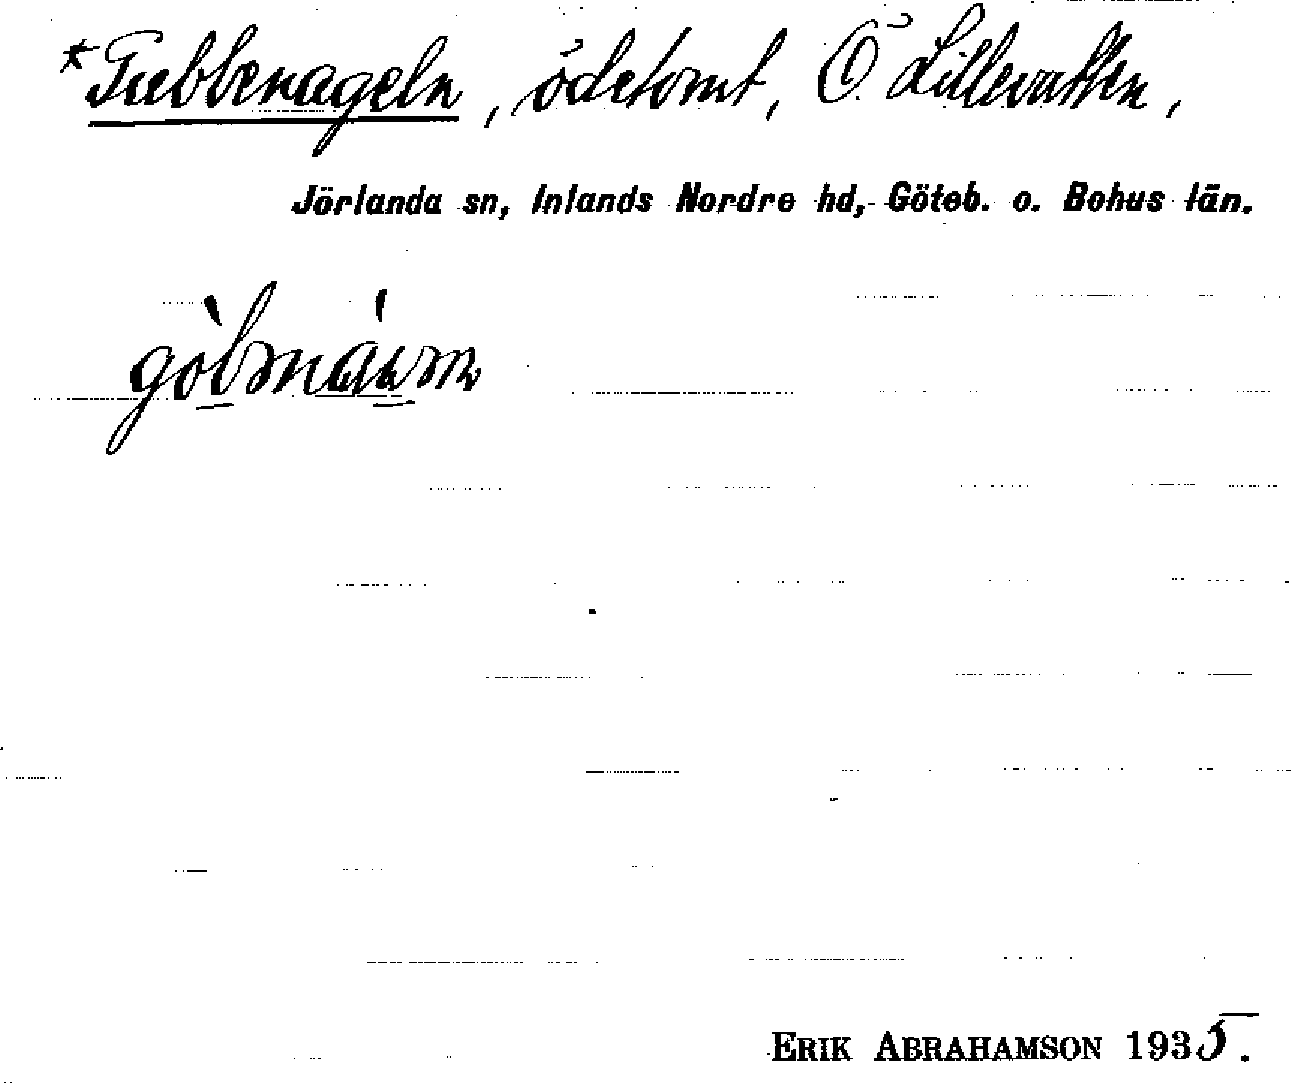 *Gubbenageln, ödetomt, Ö. Lillevatten,
Jörlanda sn, Inlands Nordre hd, Göteb. o. Bohus län.
ERIK ABRAHAMSON 1935.